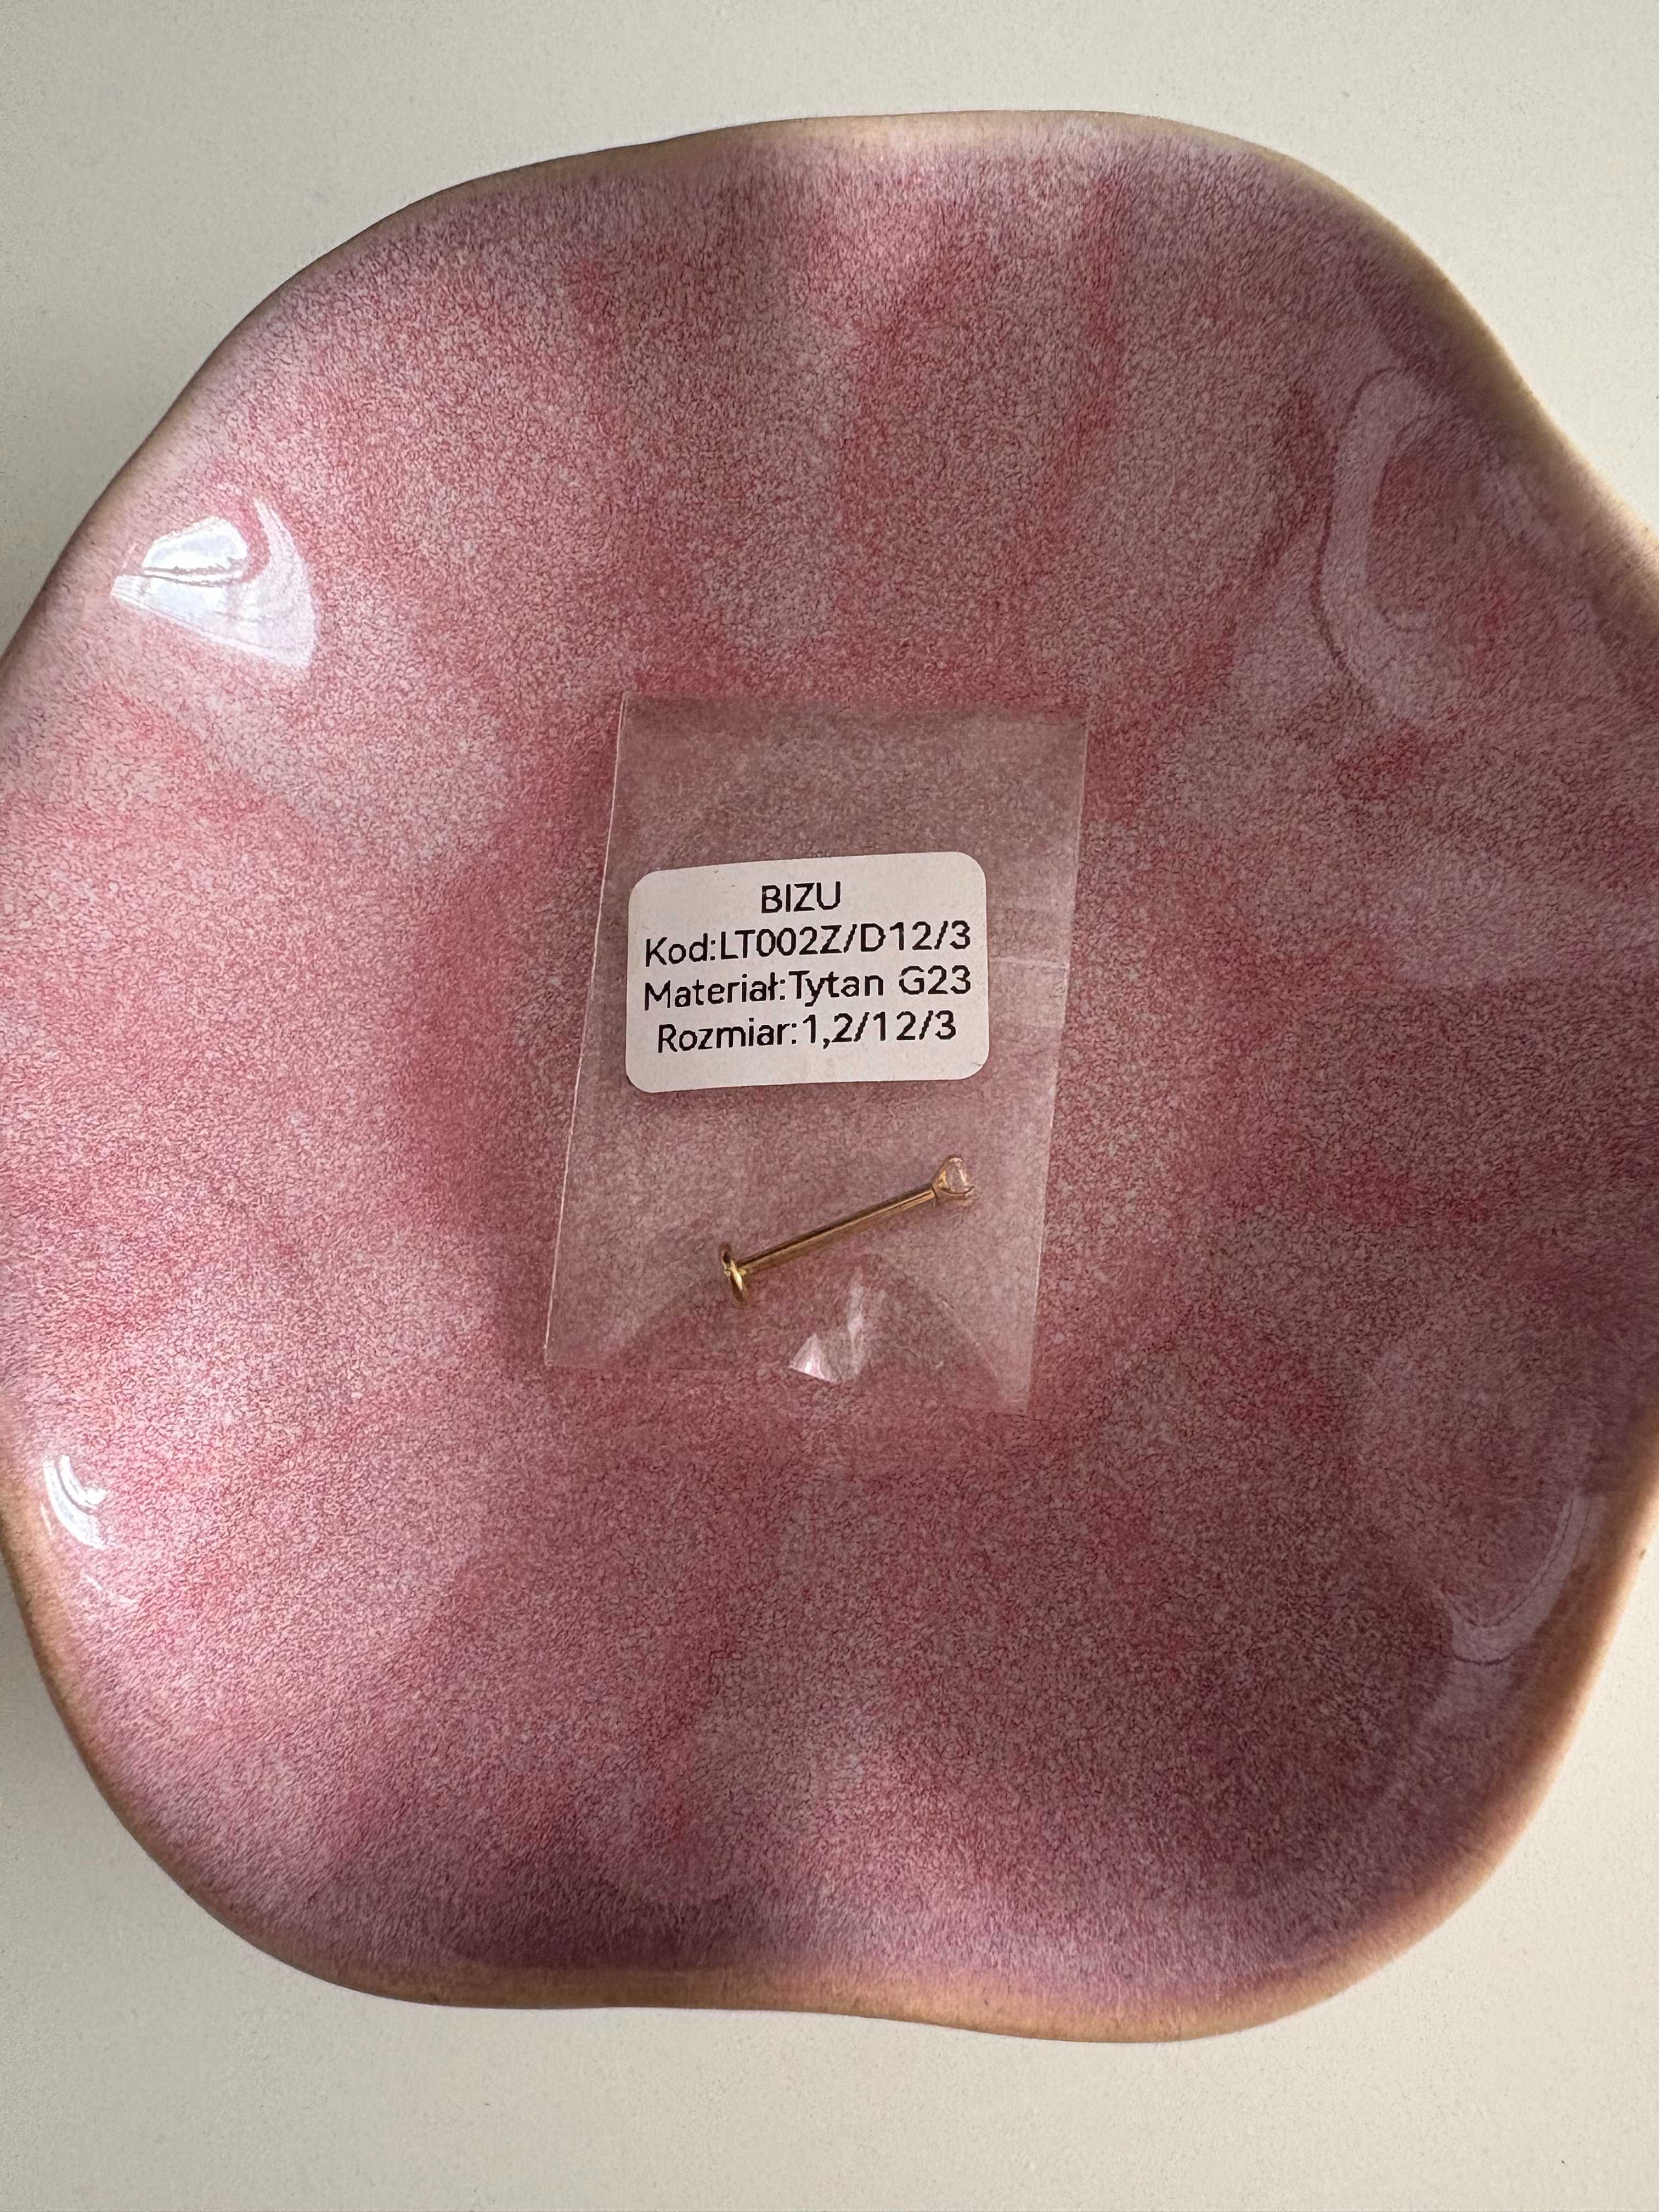 BIZU
Kod:LT002Z/D12/3
Materiał:Tytan G23
Rozmiar:1,2/12/3